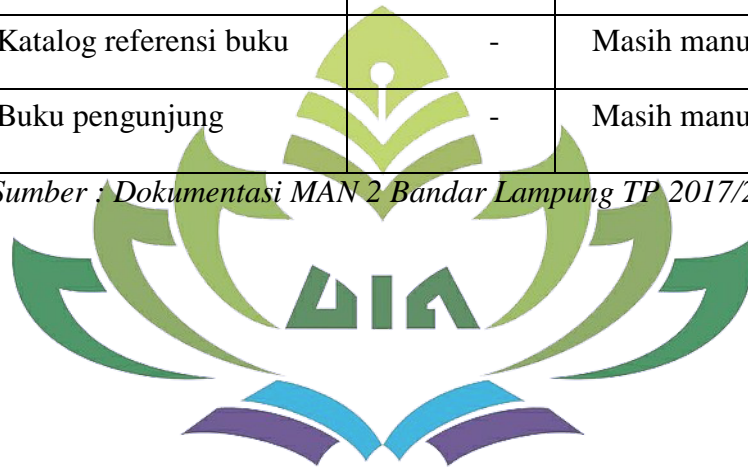 Katalog referensi buku - Masih manu
Buku pengunjung - Masih manu
Sumber : Dokumentasi MAN 2 Bandar Lampung TP 2017/2
UIN